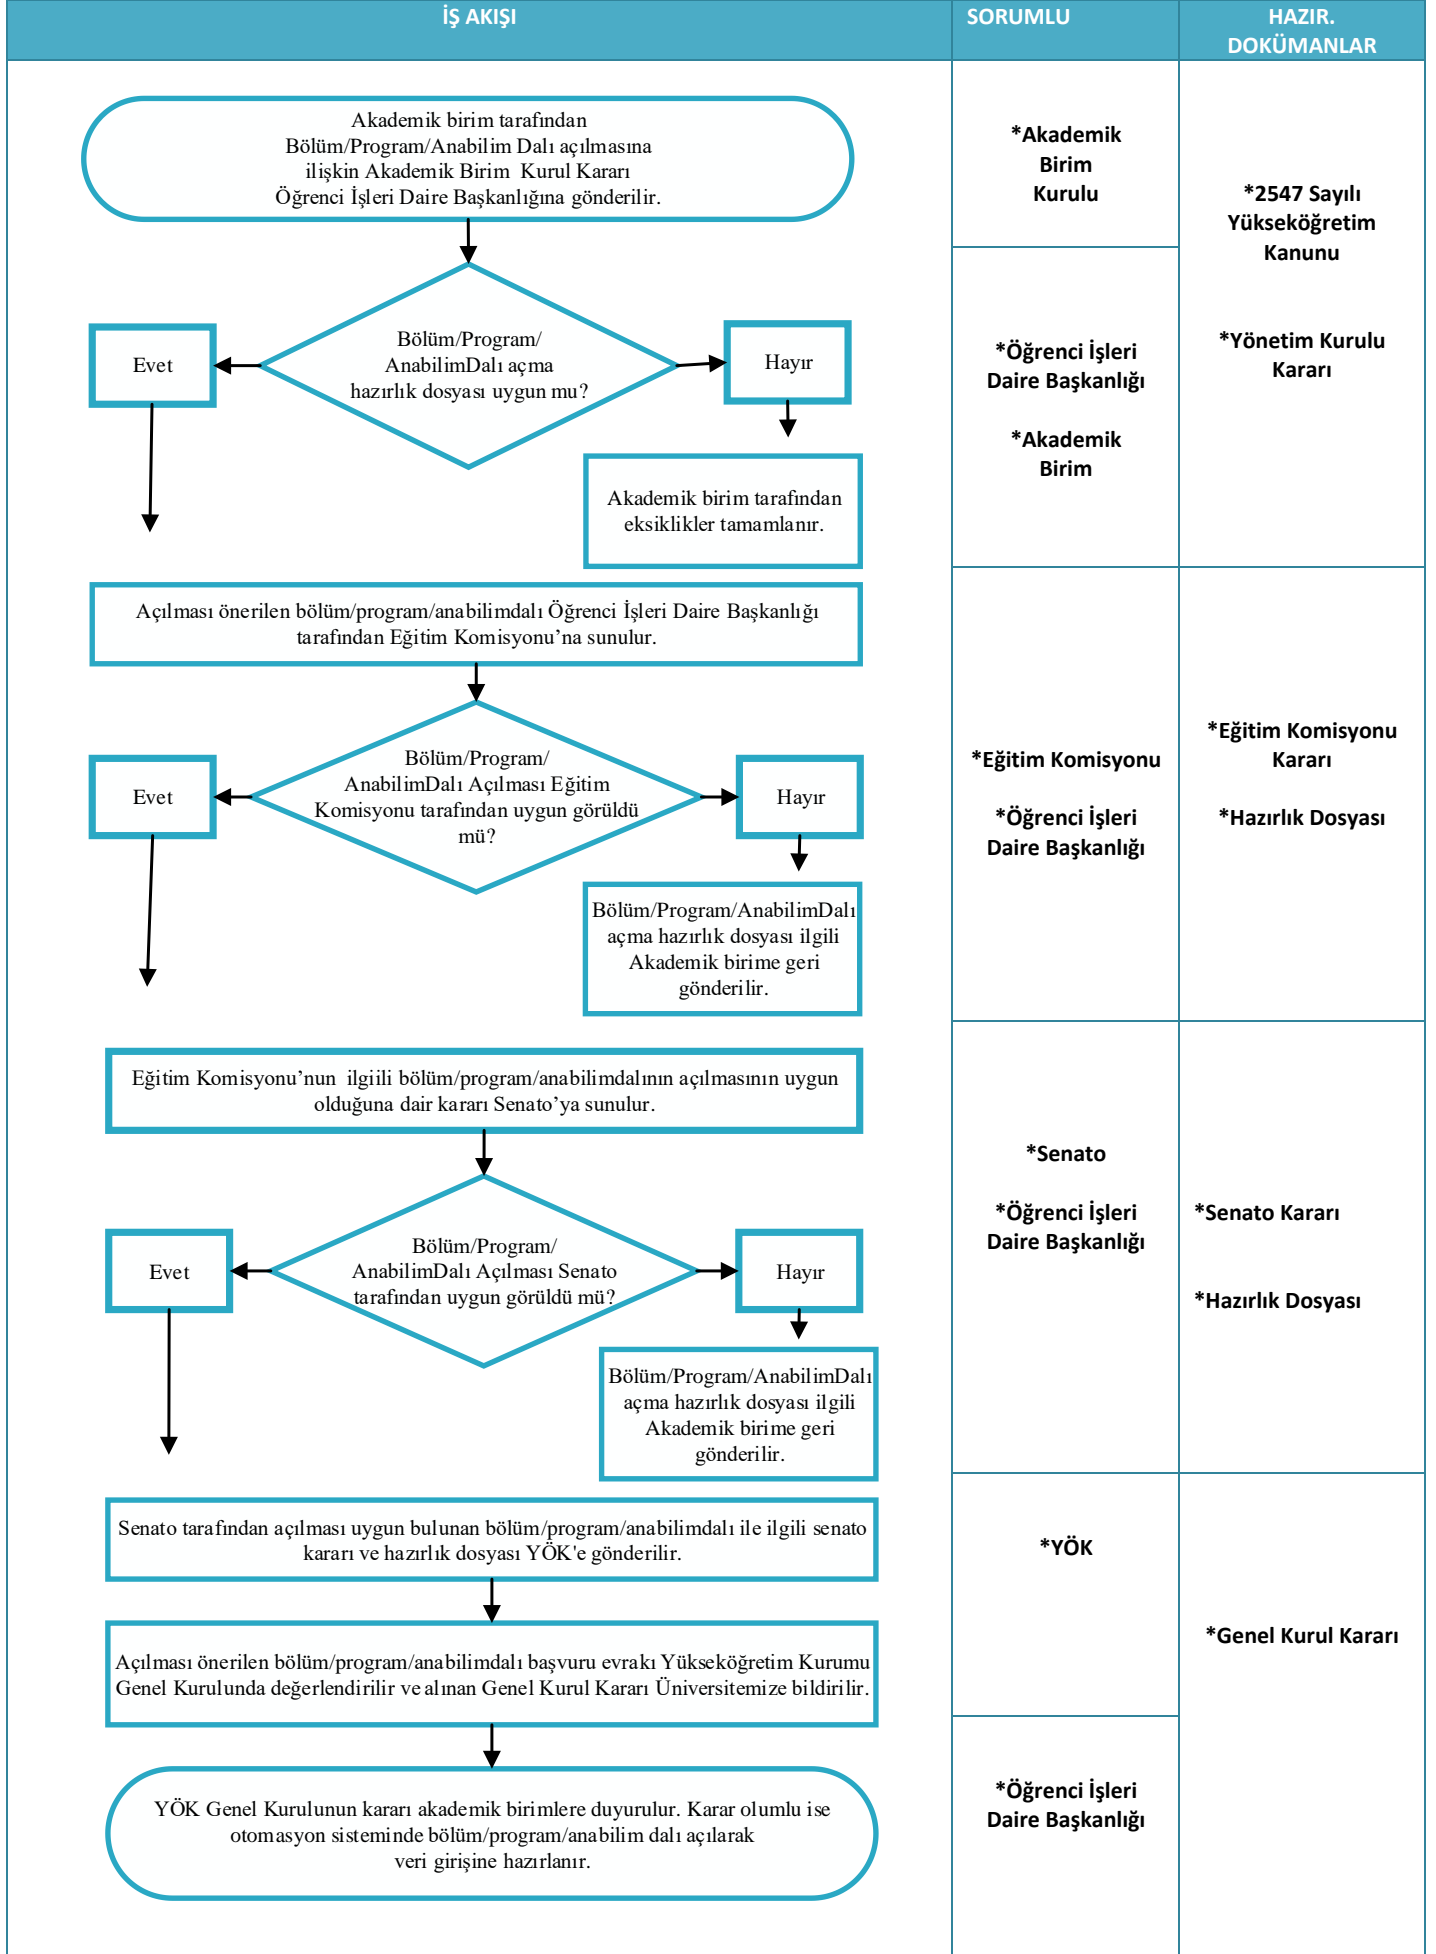 İŞ AKIŞI
SORUMLU
HAZIR.
DOKÜMANLAR
Akademik birim tarafından
Bölüm/Program/Anabilim Dalı açılmasına
ilişkin Akademik Birim  Kurul Kararı
Öğrenci İşleri Daire Başkanlığına gönderilir.
*Akademik
Birim
Kurulu
*2547 Sayılı
Yükseköğretim
Kanunu
*Yönetim Kurulu
Kararı
Evet
Bölüm/Program/
AnabilimDalı açma
hazırlık dosyası uygun mu?
Hayır
*Öğrenci İşleri
Daire Başkanlığı
*Akademik
Birim
Akademik birim tarafından
eksiklikler tamamlanır.
Açılması önerilen bölüm/program/anabilimdalı Öğrenci İşleri Daire Başkanlığı
tarafından Eğitim Komisyonu’na sunulur.
Evet
Bölüm/Program/
AnabilimDalı Açılması Eğitim
Komisyonu tarafından uygun görüldü
mü?
Hayır
*Eğitim Komisyonu
*Öğrenci İşleri
Daire Başkanlığı
*Eğitim Komisyonu
Kararı
*Hazırlık Dosyası
Bölüm/Program/AnabilimDalı
açma hazırlık dosyası ilgili
Akademik birime geri
gönderilir.
Eğitim Komisyonu’nun  ilgiili bölüm/program/anabilimdalının açılmasının uygun
olduğuna dair kararı Senato’ya sunulur.
Evet
Bölüm/Program/
AnabilimDalı Açılması Senato
tarafından uygun görüldü mü?
Hayır
*Senato
*Öğrenci İşleri
Daire Başkanlığı
*Senato Kararı
*Hazırlık Dosyası
Bölüm/Program/AnabilimDalı
açma hazırlık dosyası ilgili
Akademik birime geri
gönderilir.
Senato tarafından açılması uygun bulunan bölüm/program/anabilimdalı ile ilgili senato
kararı ve hazırlık dosyası YÖK'e gönderilir.
*YÖK
Açılması önerilen bölüm/program/anabilimdalı başvuru evrakı Yükseköğretim Kurumu
Genel Kurulunda değerlendirilir ve alınan Genel Kurul Kararı Üniversitemize bildirilir.
*Genel Kurul Kararı
YÖK Genel Kurulunun kararı akademik birimlere duyurulur. Karar olumlu ise
otomasyon sisteminde bölüm/program/anabilim dalı açılarak
veri girişine hazırlanır.
*Öğrenci İşleri
Daire Başkanlığı